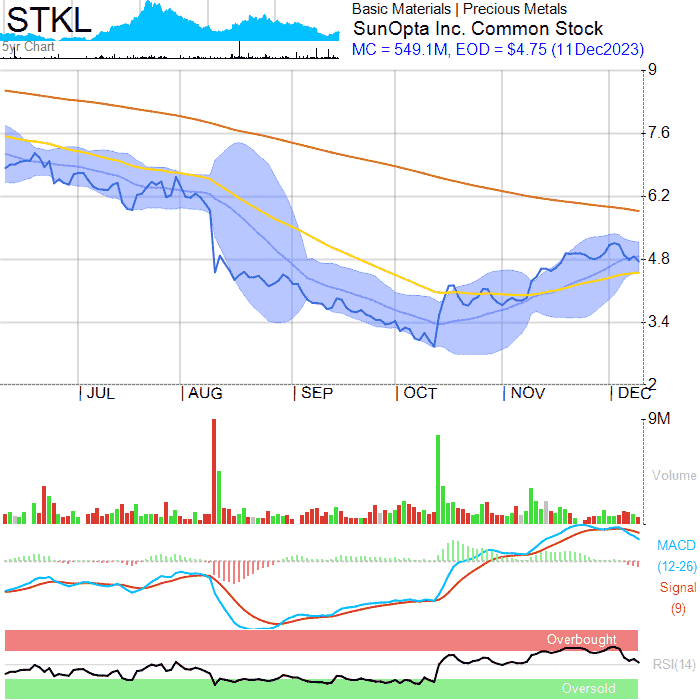 STKL
5yr Chart
Basic Materials | Precious Metals
SunOpta Inc. Common Stock
MC = 549.1M, EOD = $4.75 (11Dec2023)
9
7.6
6.2
4.8
3.4
2
JUL AUG SEP OCT NOV DEC
9M
Volume
MACD
(12-26)
Signal
(9)
Overbought
RSI(14)
Oversold